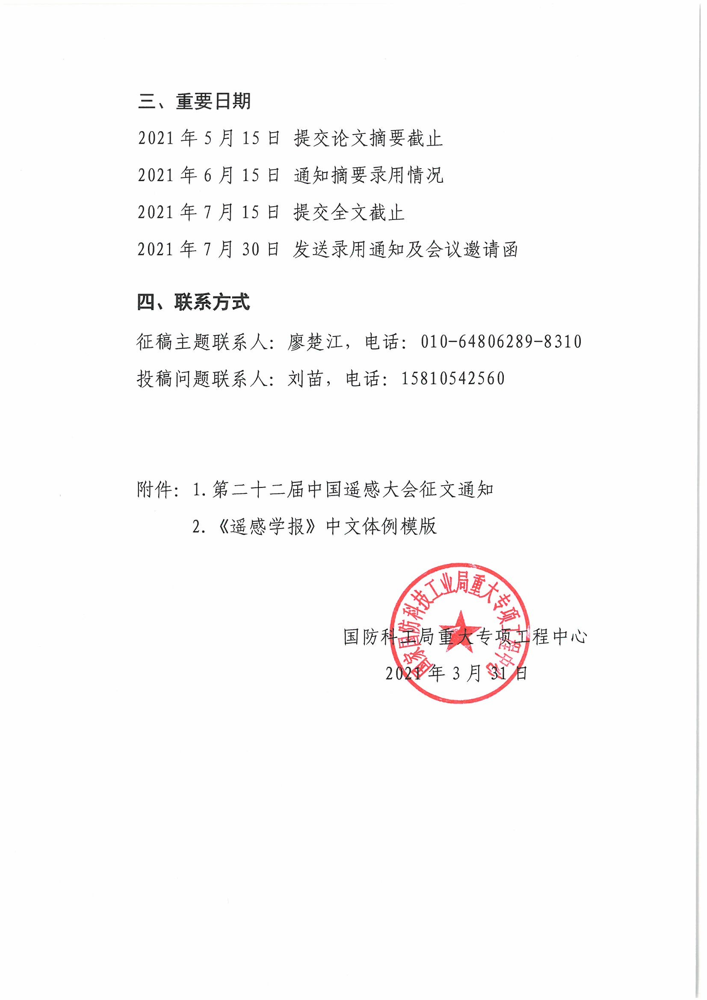 三、重要日期
2021 年 5 月 15 日 提交论文摘要截止
2021 年 6 月 15 日 通知摘要录用情况
2021 年 7 月 15 日 提交全文截止
2021 年 7 月 30 日 发送录用通知及会议邀请函
四、联系方式
征稿主题联系人：廖楚江，电话：010-64806289-8310
投稿问题联系人：刘苗，电话：15810542560
附件：1. 第二十二届中国遥感大会征文通知
2. 《遥感学报》中文体例模版
国家国防科技工业局重大专项工程中心
国防科工局重大专项工程中心
2021 年 3 月 31 日